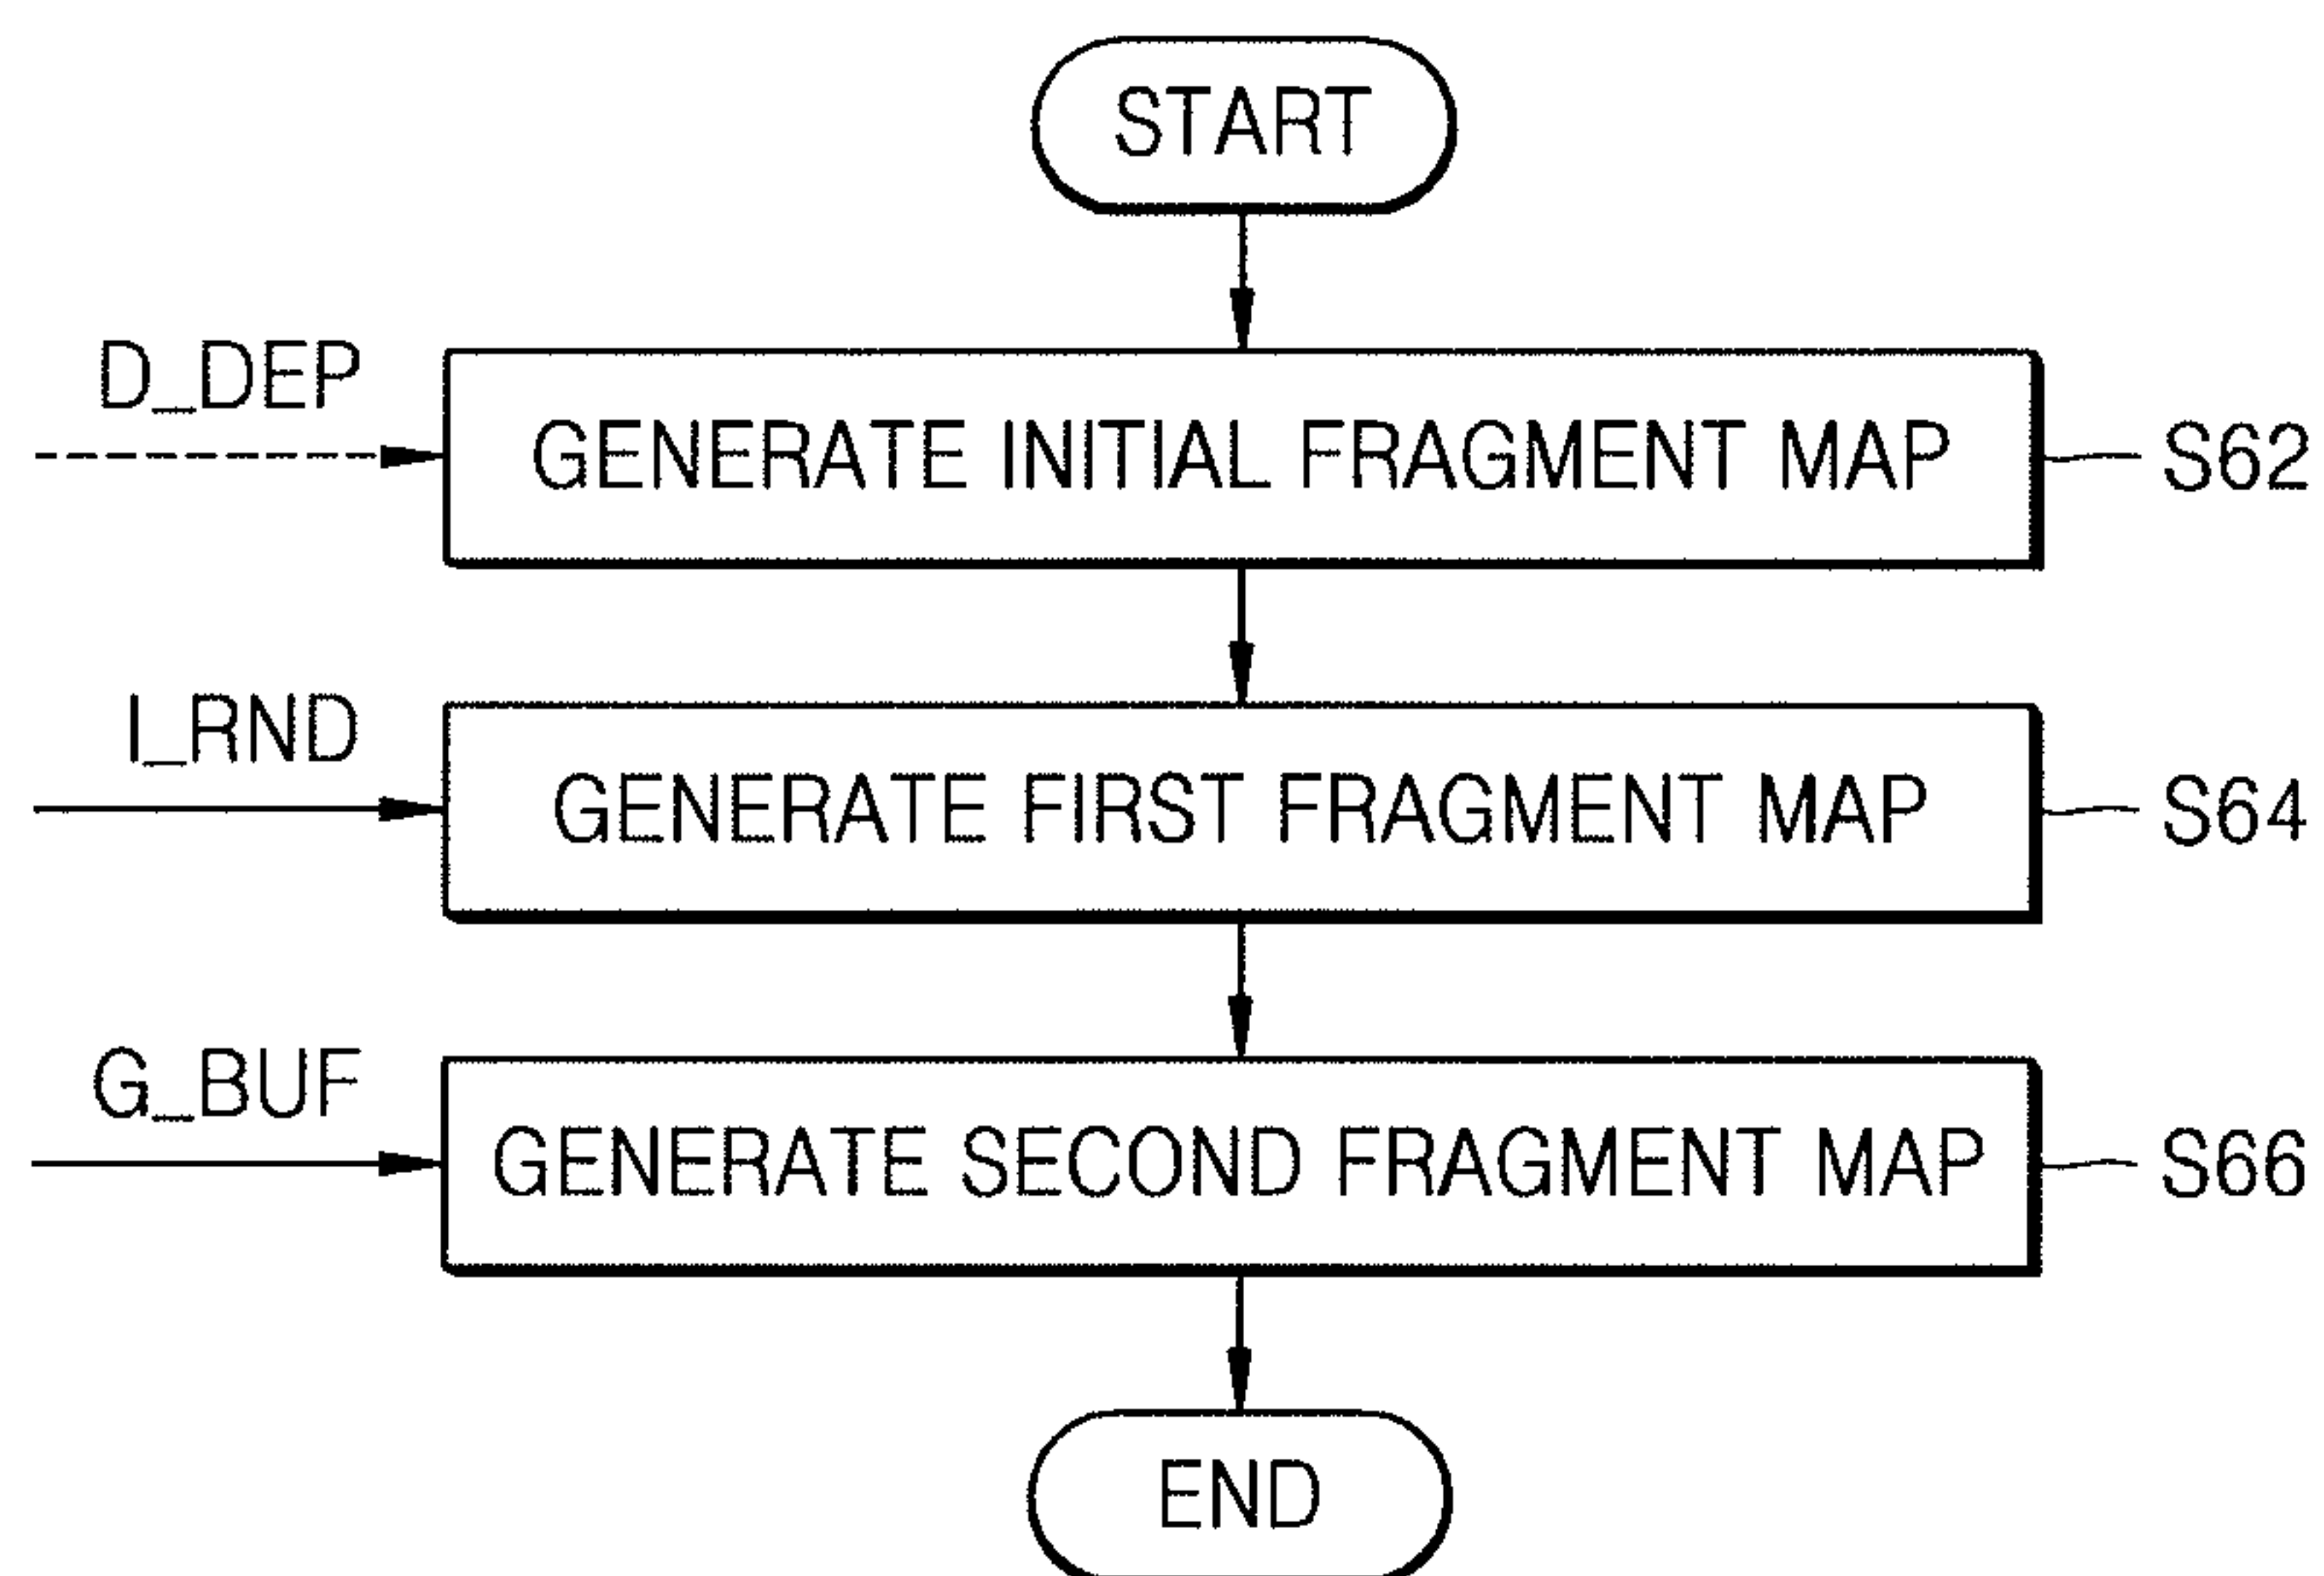 START
D_DEP
GENERATE INITIAL FRAGMENT MAP
S62
I_RND
GENERATE FIRST FRAGMENT MAP
S64
G_BUF
GENERATE SECOND FRAGMENT MAP
S66
END